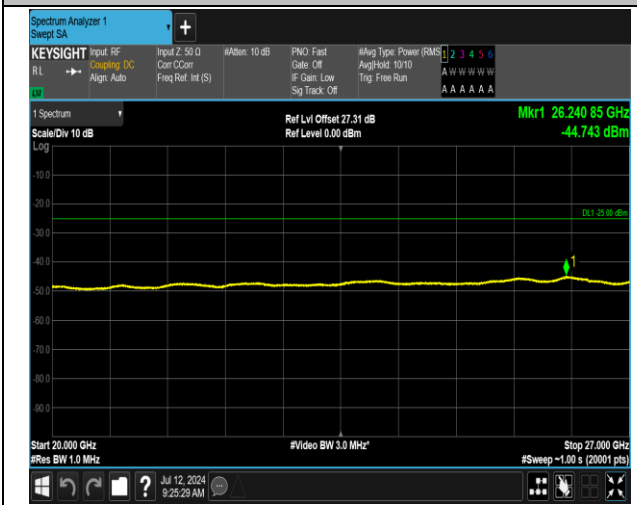 Spectrum Analyzer 1
Swept SA
+
KEYSIGHT
RL
LXI
Input: RF
Coupling: DC
Align: Auto
Input Z: 50 Ω
Corr CCorr
Freq Ref: Int (S)
#Atten: 10 dB
PNO: Fast
Gate: Off
IF Gain: Low
Sig Track: Off
#Avg Type: Power (RMS
Avg|Hold: 10/10
Trig: Free Run
1 2 3 4 5 6
A W W W W W
A A A A A A
1 Spectrum
Scale/Div 10 dB
Log
Ref Lvl Offset 27.31 dB
Ref Level 0.00 dBm
Mkr1 26.240 85 GHz
-44.743 dBm
-10.0
-20.0
DL1 -25.00 dBm
-30.0
-40.0
1
-50.0
-60.0
-70.0
-80.0
-90.0
Start 20.000 GHz
#Res BW 1.0 MHz
#Video BW 3.0 MHz*
Stop 27.000 GHz
#Sweep ~1.00 s (20001 pts)
?
Jul 12, 2024
9:25:29 AM